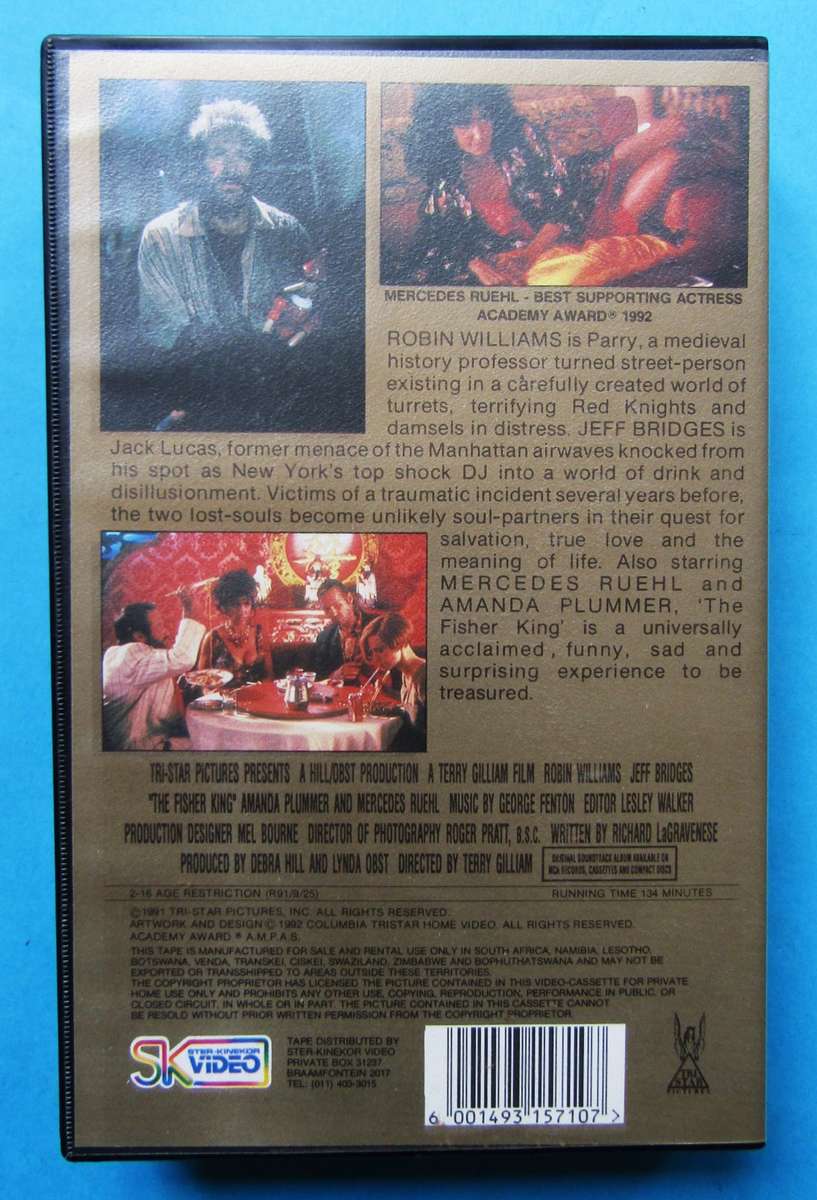 MERCEDES RUEHL - BEST SUPPORTING ACTRESS
ACADEMY AWARD® 1992
ROBIN WILLIAMS is Parry, a medieval
history professor turned street-person
existing in a carefully created world of
turrets, terrifying Red Knights and
damsels in distress. JEFF BRIDGES is
Jack Lucas, former menace of the Manhattan airwaves knocked from
his spot as New York's top shock DJ into a world of drink and
disillusionment. Victims of a traumatic incident several years before,
the two lost-souls become unlikely soul-partners in their quest for
salvation, true love and the
meaning of life. Also starring
MERCEDES RUEHL and
AMANDA PLUMMER, 'The
Fisher King' is a universally
acclaimed, funny, sad and
surprising experience to be
treasured.
TRI-STAR PICTURES PRESENTS A HILL/OBST PRODUCTION A TERRY GILLIAM FILM ROBIN WILLIAMS JEFF BRIDGES
"THE FISHER KING" AMANDA PLUMMER AND MERCEDES RUEHL MUSIC BY GEORGE FENTON EDITOR LESLEY WALKER
PRODUCTION DESIGNER MEL BOURNE DIRECTOR OF PHOTOGRAPHY ROGER PRATT, B.S.C. WRITTEN BY RICHARD LaGRAVENESE
PRODUCED BY DEBRA HILL AND LYNDA OBST DIRECTED BY TERRY GILLIAM
ORIGINAL SOUNDTRACK ALBUM AVAILABLE ON
MCA RECORDS, CASSETTES AND COMPACT DISCS
2-16 AGE RESTRICTION (R91/9/25) RUNNING TIME 134 MINUTES
©1991 TRI-STAR PICTURES, INC. ALL RIGHTS RESERVED.
ARTWORK AND DESIGN © 1992 COLUMBIA TRISTAR HOME VIDEO. ALL RIGHTS RESERVED.
ACADEMY AWARD ® A.M.P.A.S.
THIS TAPE IS MANUFACTURED FOR SALE AND RENTAL USE ONLY IN SOUTH AFRICA, NAMIBIA, LESOTHO,
BOTSWANA, VENDA, TRANSKEI, CISKEI, SWAZILAND, ZIMBABWE AND BOPHUTHATSWANA AND MAY NOT BE
EXPORTED OR TRANSSHIPPED TO AREAS OUTSIDE THESE TERRITORIES.
THE COPYRIGHT PROPRIETOR HAS LICENSED THE PICTURE CONTAINED IN THIS VIDEO-CASSETTE FOR PRIVATE
HOME USE ONLY AND PROHIBITS ANY OTHER USE, COPYING, REPRODUCTION, PERFORMANCE IN PUBLIC, OR
CLOSED CIRCUIT, IN WHOLE OR IN PART. THE PICTURE CONTAINED IN THIS CASSETTE CANNOT
BE RESOLD WITHOUT PRIOR WRITTEN PERMISSION FROM THE COPYRIGHT PROPRIETOR.
SK STER-KINEKOR
VIDEO
TAPE DISTRIBUTED BY
STER-KINEKOR VIDEO
PRIVATE BOX 31297
BRAAMFONTEIN 2017
TEL: (011) 403-3015
6 001493 157107 >
TRI
STAR
PICTURES